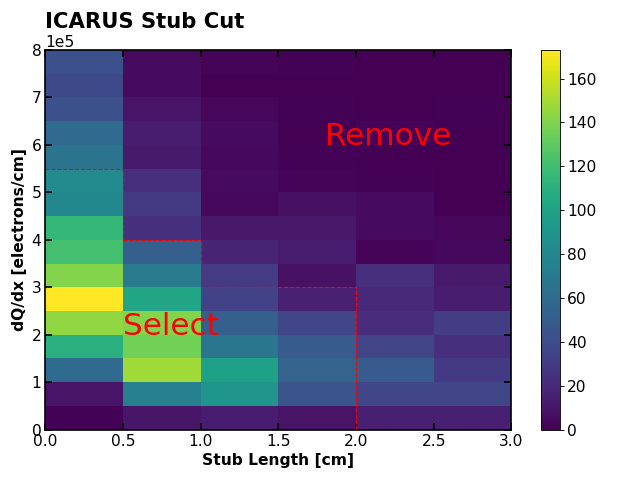 ICARUS Stub Cut
1e5
8
7
6
5
4
3
2
1
0
dQ/dx [electrons/cm]
Remove
Select
0.0 0.5 1.0 1.5 2.0 2.5 3.0
Stub Length [cm]
160
140
120
100
80
60
40
20
0